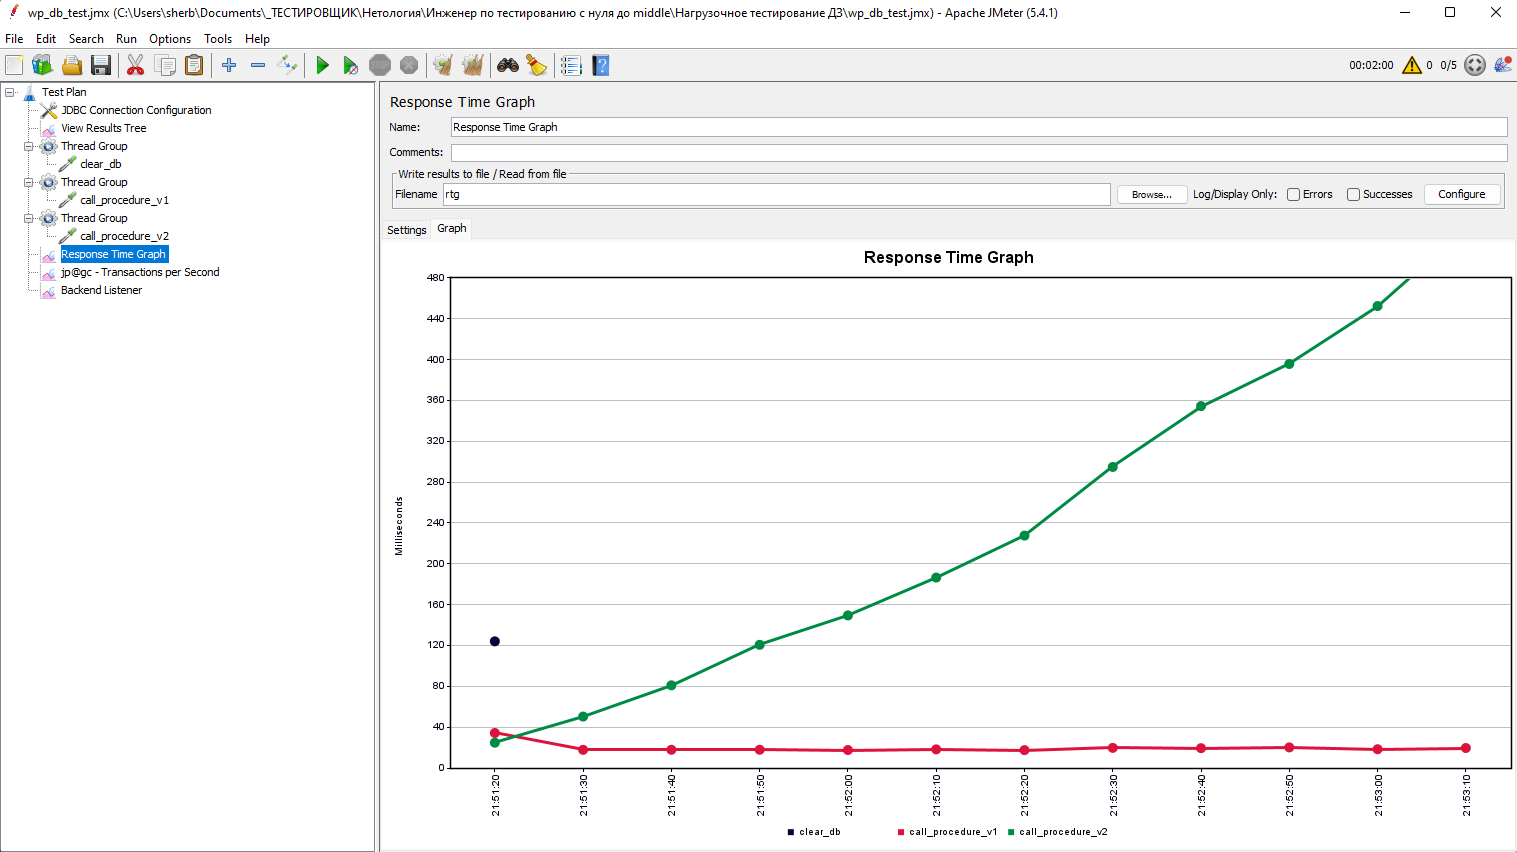 wp_db_test.jmx (C:\Users\sherb\Documents\_ТЕСТИРОВЩИК\Нетология\Инженер по тестированию с нуля до middle\Нагрузочное тестирование ДЗ\wp_db_test.jmx) - Apache JMeter (5.4.1)
File Edit Search Run Options Tools Help
00:02:00 0 0/5
Test Plan
JDBC Connection Configuration
View Results Tree
Thread Group
clear_db
Thread Group
call_procedure_v1
Thread Group
call_procedure_v2
Response Time Graph
jp@gc - Transactions per Second
Backend Listener
Response Time Graph
Name: Response Time Graph
Comments:
Write results to file / Read from file
Filename rtg Browse... Log/Display Only: Errors Successes Configure
Settings Graph
Response Time Graph
Milliseconds
480
440
400
360
320
280
240
200
160
120
80
40
0
21:51:20 21:51:30 21:51:40 21:51:50 21:52:00 21:52:10 21:52:20 21:52:30 21:52:40 21:52:50 21:53:00 21:53:10
clear_db call_procedure_v1 call_procedure_v2